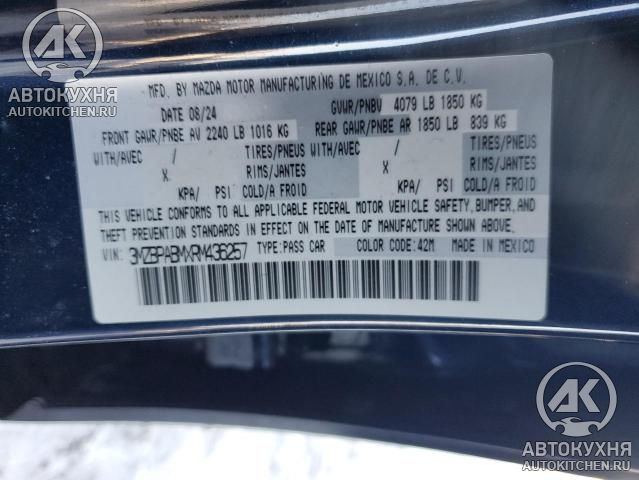 MFD. BY MAZDA MOTOR MANUFACTURING DE MEXICO S.A. DE C.V.
DATE 08/24 GVWR/PNBV 4079 LB 1850 KG
FRONT GAWR/PNBE AV 2240 LB 1016 KG REAR GAWR/PNBE AR 1850 LB 839 KG
WITH/AVEC / TIRES/PNEUS WITH/AVEC / TIRES/PNEUS
X RIMS/JANTES X RIMS/JANTES
KPA/ PSI COLD/A FROID KPA/ PSI COLD/A FROID
THIS VEHICLE CONFORMS TO ALL APPLICABLE FEDERAL MOTOR VEHICLE SAFETY, BUMPER, AND
THEFT PREVENTION STANDARDS IN EFFECT ON THE DATE OF MANUFACTURE SHOWN ABOVE.
VIN: 3MZBPABMXRM436257 TYPE:PASS CAR COLOR CODE:42M MADE IN MEXICO
АК
АВТОКУХНЯ
AUTOKITCHEN.RU
АК
АВТОКУХНЯ
AUTOKITCHEN.RU